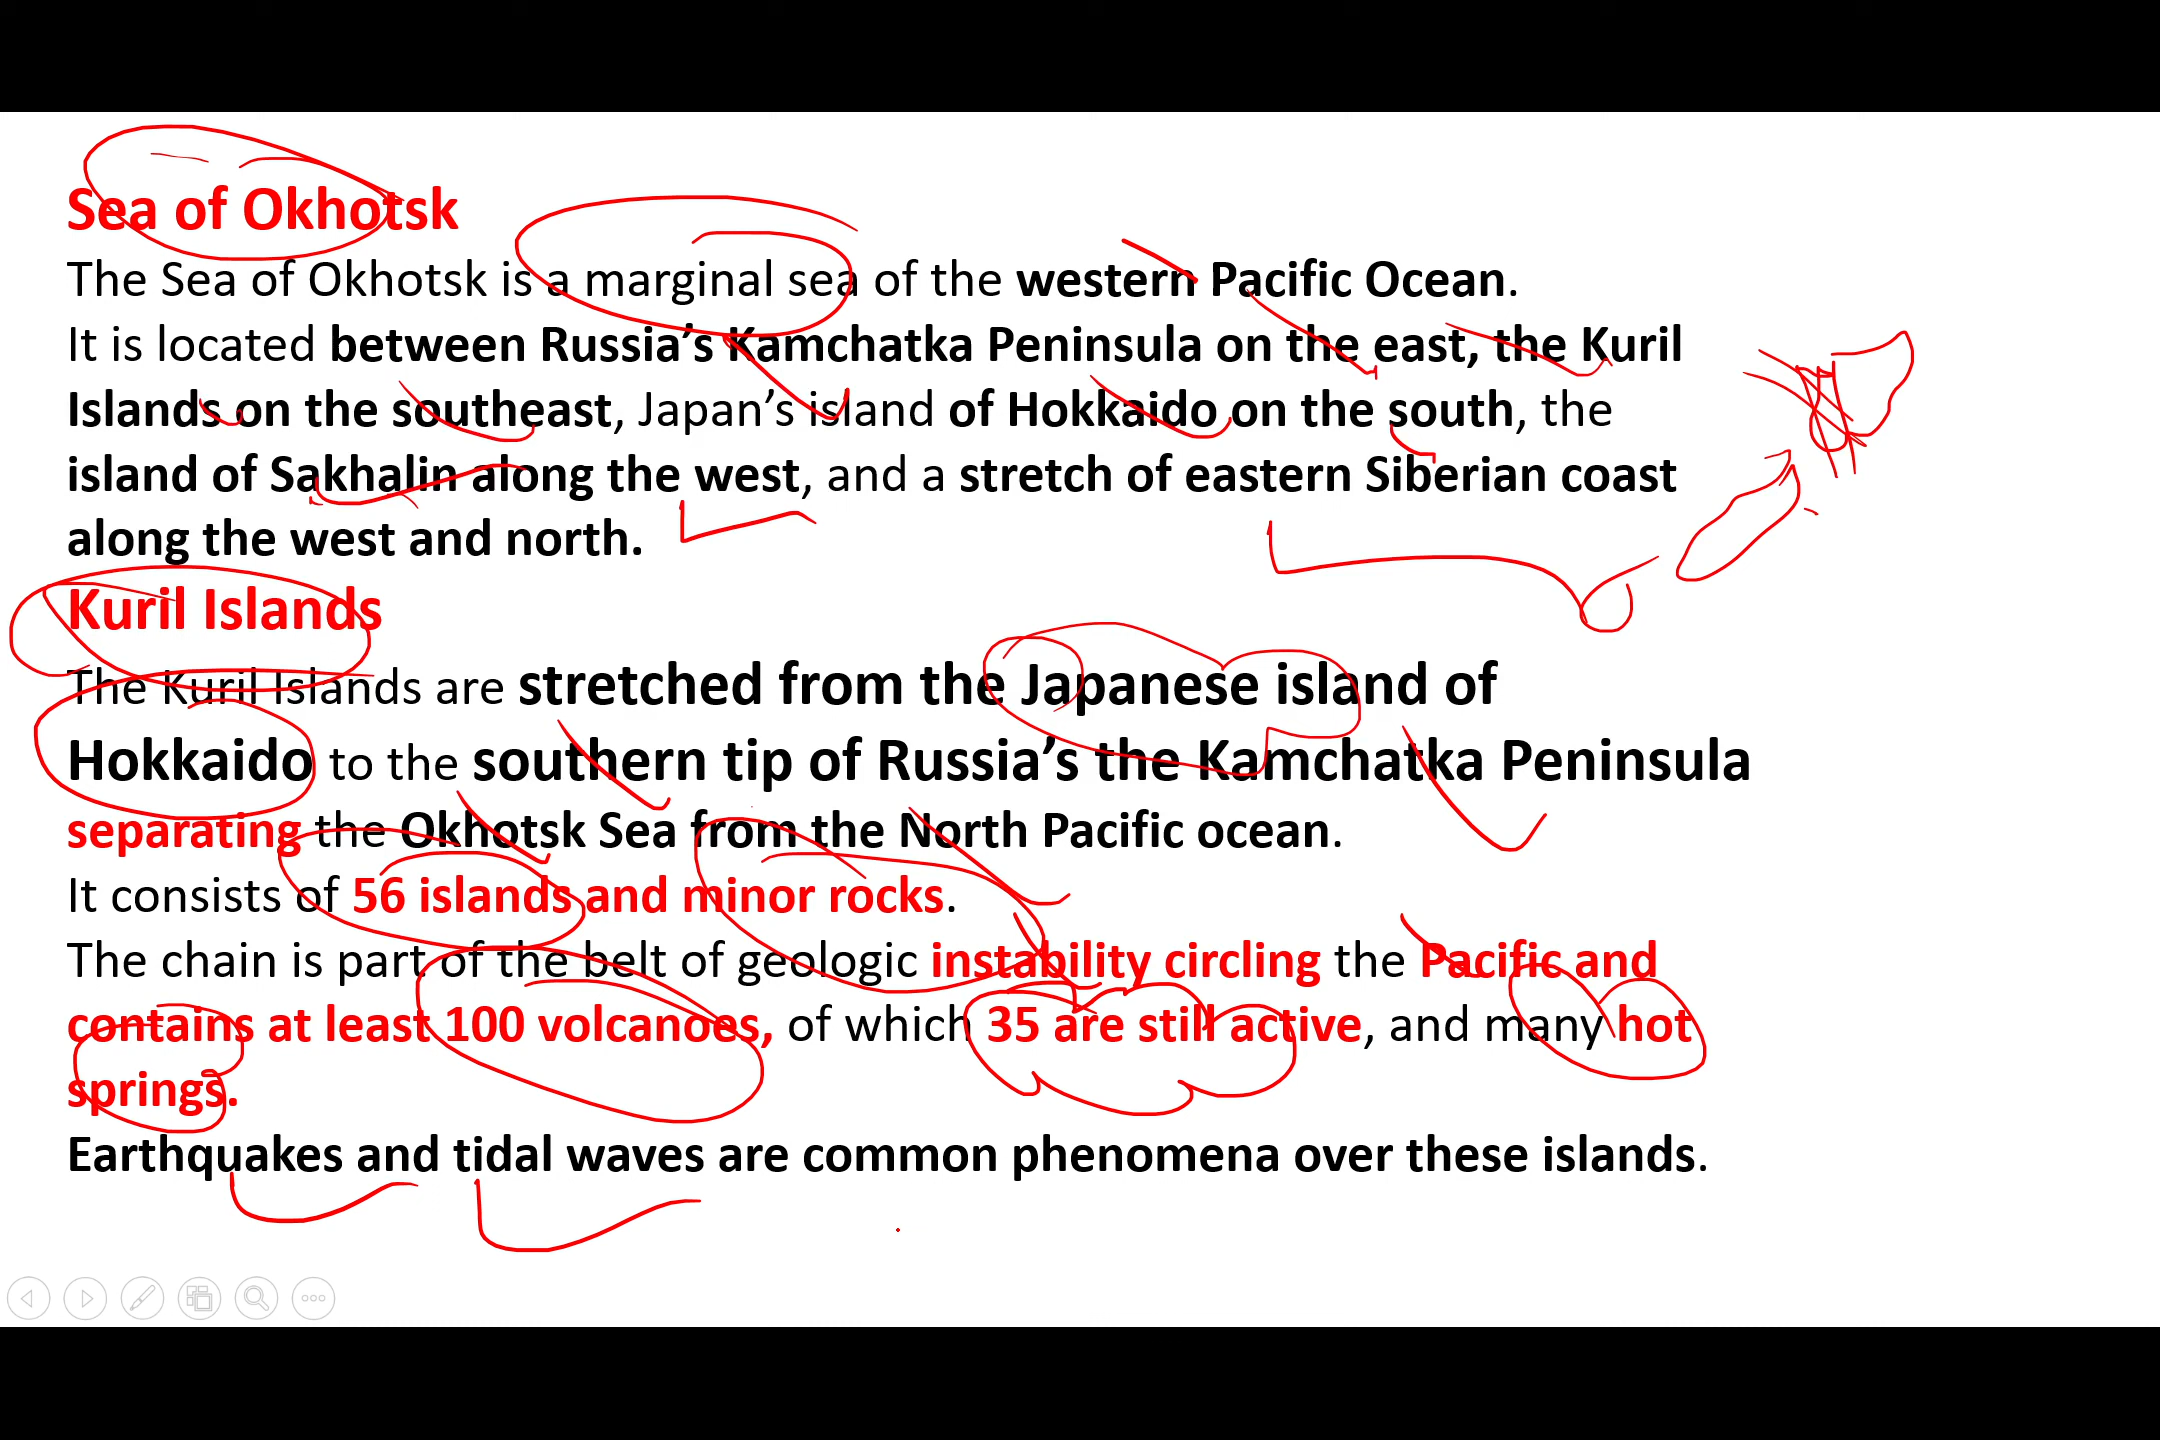 Sea of Okhotsk
The Sea of Okhotsk is a marginal sea of the western Pacific Ocean.
It is located between Russia’s Kamchatka Peninsula on the east, the Kuril
Islands on the southeast, Japan’s island of Hokkaido on the south, the
island of Sakhalin along the west, and a stretch of eastern Siberian coast
along the west and north.
Kuril Islands
The Kuril Islands are stretched from the Japanese island of
Hokkaido to the southern tip of Russia’s the Kamchatka Peninsula
separating the Okhotsk Sea from the North Pacific ocean.
It consists of 56 islands and minor rocks.
The chain is part of the belt of geologic instability circling the Pacific and
contains at least 100 volcanoes, of which 35 are still active, and many hot
springs.
Earthquakes and tidal waves are common phenomena over these islands.